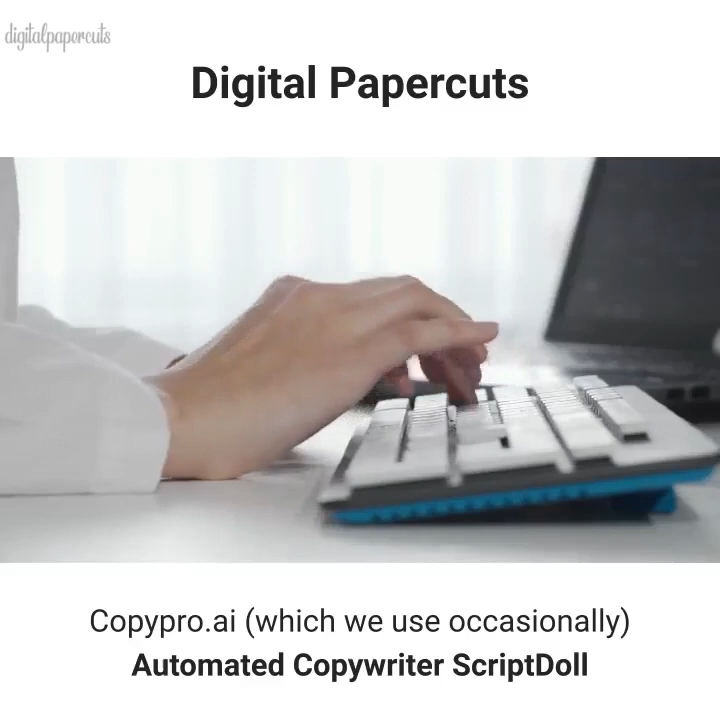 digitalpapercuts
Digital Papercuts
Copypro.ai (which we use occasionally)
Automated Copywriter ScriptDoll